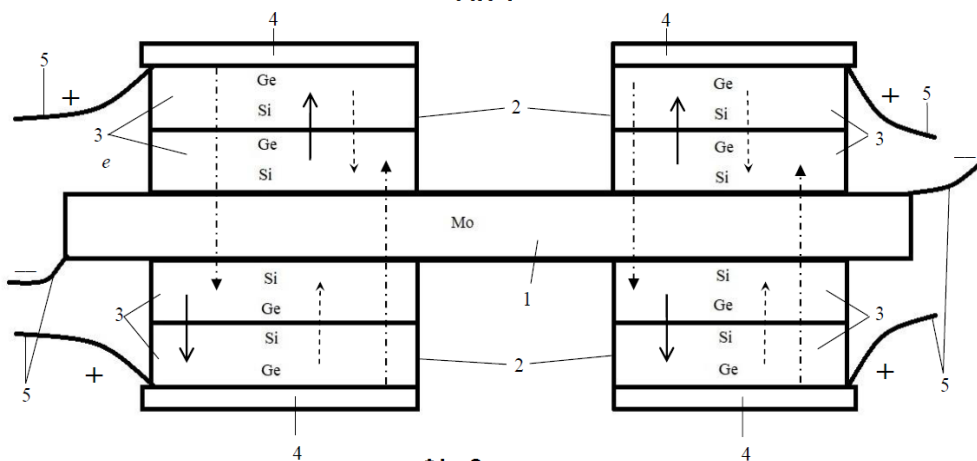 4 4
5 + Ge Ge + 5
Si 2 Si
3 Ge Ge 3
e Si Si —
Mo 5
— 1
Si Si
3 Ge Ge 3
Si 2 Si
5 + Ge Ge + 5
4 4